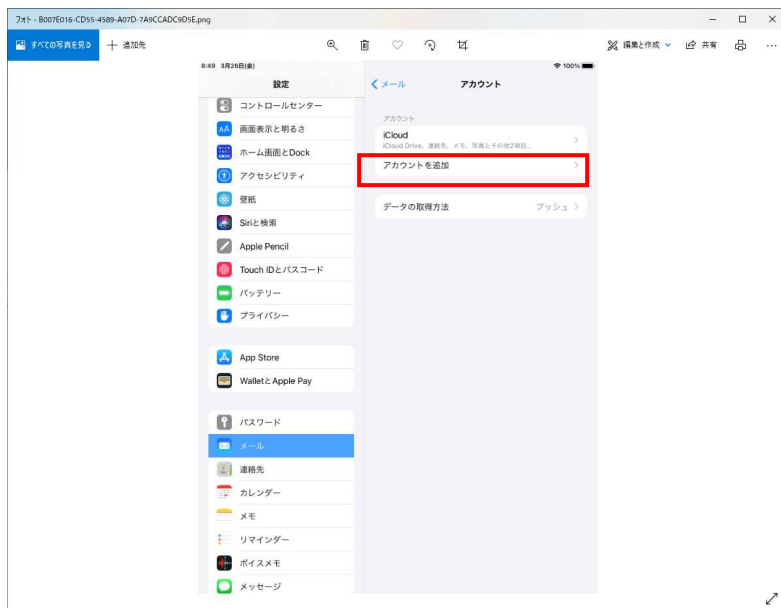 フォト - B007E016-CD55-4589-A07D-7A9CCADC9D5E.png
すべての写真を見る
追加先
編集と作成
共有
8:49 3月26日(金)
100%
設定
コントロールセンター
画面表示と明るさ
ホーム画面とDock
アクセシビリティ
壁紙
Siriと検索
Apple Pencil
Touch IDとパスコード
バッテリー
プライバシー
App Store
WalletとApple Pay
パスワード
メール
連絡先
カレンダー
メモ
リマインダー
ボイスメモ
メッセージ
メール
アカウント
アカウント
iCloud
iCloud Drive、連絡先、メモ、写真とその他2項目...
アカウントを追加
データの取得方法 プッシュ